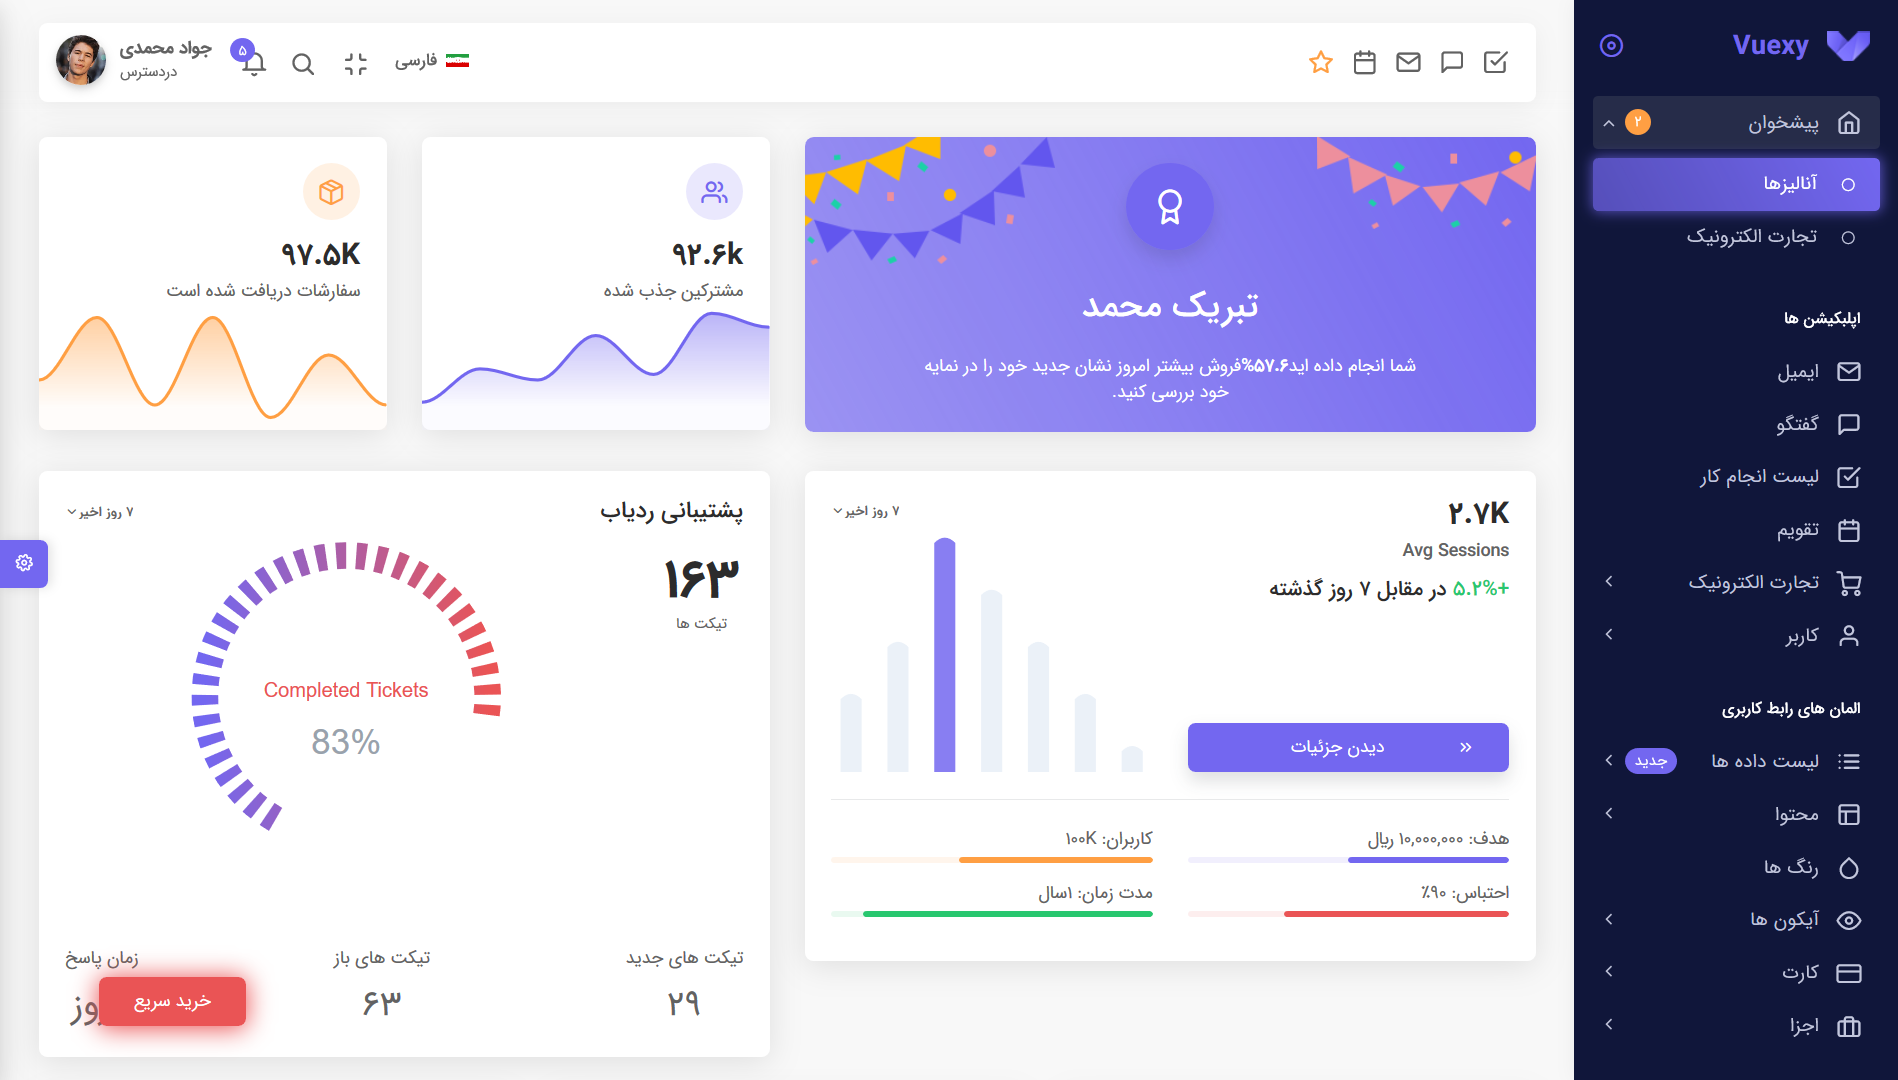 Vuexy
پیشخوان
۲
آنالیزها
تجارت الکترونیک
اپلیکیشن ها
ایمیل
گفتگو
لیست انجام کار
تقویم
تجارت الکترونیک
کاربر
المان های رابط کاربری
لیست داده ها
جدید
محتوا
رنگ ها
آیکون ها
کارت
اجزا
فارسی
۵
جواد محمدی
دردسترس
تبریک محمد
شما انجام داده اید۵۷.۶%فروش بیشتر امروز نشان جدید خود را در نمایه
خود بررسی کنید.
۹۲.۶k
مشترکین جذب شده
۹۷.۵K
سفارشات دریافت شده است
۲.۷K
۷ روز اخیر
Avg Sessions
+۵.۲% در مقابل ۷ روز گذشته
دیدن جزئیات
هدف: ۱۰,۰۰۰,۰۰۰ ریال
کاربران: ۱۰۰K
احتباس: ۹۰٪
مدت زمان: ۱سال
پشتیبانی ردیاب
۷ روز اخیر
۱۶۳
تیکت ها
Completed Tickets
83%
تیکت های جدید
تیکت های باز
زمان پاسخ
۲۹
۶۳
خرید سریع